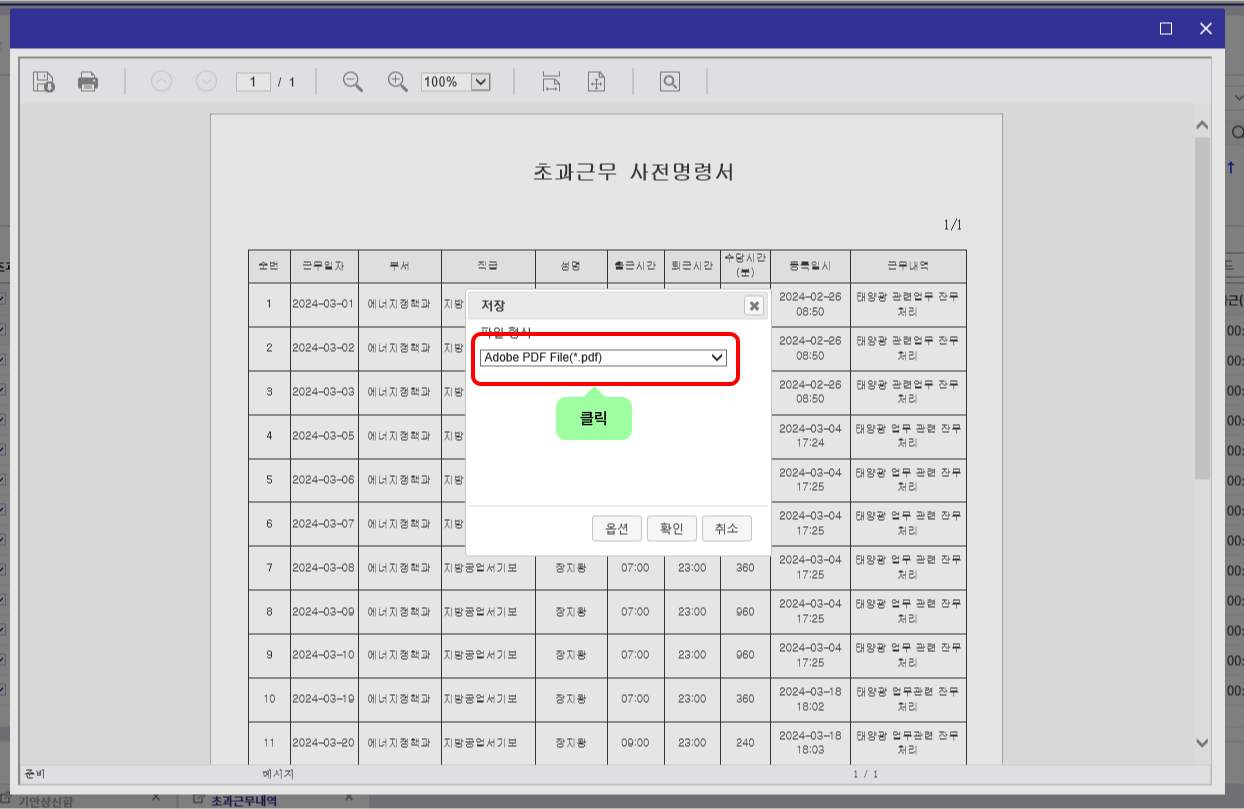 1 / 1
100%
초과근무 사전명령서
1/1
순번 근무일자 부서 직급 성명 출근시간 퇴근시간 수당시간(분) 등록일시 근무내역
1 2024-03-01 에너지정책과 지방 2024-02-26 08:50 태양광 관련업무 잔무처리
2 2024-03-02 에너지정책과 지방 2024-02-26 08:50 태양광 관련업무 잔무처리
3 2024-03-03 에너지정책과 지방 2024-02-26 08:50 태양광 관련업무 잔무처리
4 2024-03-05 에너지정책과 지방 2024-03-04 17:24 태양광 업무 관련 잔무처리
5 2024-03-06 에너지정책과 지방 2024-03-04 17:25 태양광 업무 관련 잔무처리
6 2024-03-07 에너지정책과 지방 2024-03-04 17:25 태양광 업무 관련 잔무처리
7 2024-03-08 에너지정책과 지방공업서기보 장지황 07:00 23:00 360 2024-03-04 17:25 태양광 업무 관련 잔무처리
8 2024-03-09 에너지정책과 지방공업서기보 장지황 07:00 23:00 960 2024-03-04 17:25 태양광 업무 관련 잔무처리
9 2024-03-10 에너지정책과 지방공업서기보 장지황 07:00 23:00 960 2024-03-04 17:25 태양광 업무 관련 잔무처리
10 2024-03-19 에너지정책과 지방공업서기보 장지황 07:00 23:00 360 2024-03-18 18:02 태양광 업무관련 잔무처리
11 2024-03-20 에너지정책과 지방공업서기보 장지황 09:00 23:00 240 2024-03-18 18:03 태양광 업무관련 잔무처리
저장
파일 형식
Adobe PDF File(*.pdf)
클릭
옵션 확인 취소
준비 메시지 1 / 1
기안상신함 초과근무내역